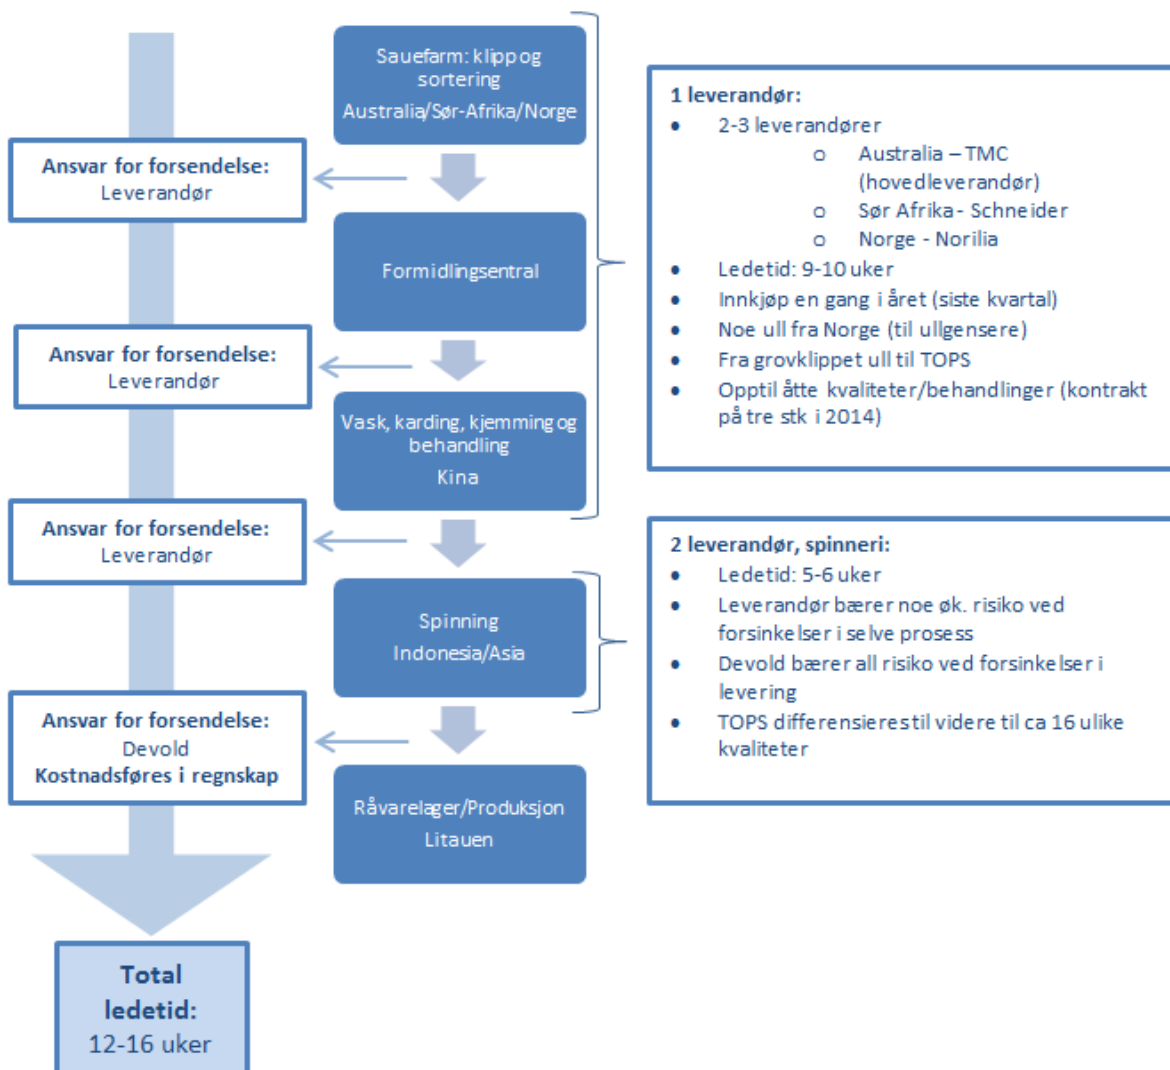 Sauefarm: klipp og
sortering
Australia/Sør-Afrika/Norge
Ansvar for forsendelse:
Leverandør
Formidlingsentral
Ansvar for forsendelse:
Leverandør
Vask, karding, kjemming og
behandling
Kina
Ansvar for forsendelse:
Leverandør
Spinning
Indonesia/Asia
Ansvar for forsendelse:
Devold
Kostnadsføres i regnskap
Råvarelager/Produksjon
Litauen
Total
ledetid:
12-16 uker
1 leverandør:
• 2-3 leverandører
o Australia – TMC
(hovedleverandør)
o Sør Afrika - Schneider
o Norge - Norilia
• Ledetid: 9-10 uker
• Innkjøp en gang i året (siste kvartal)
• Noe ull fra Norge (til ullgensere)
• Fra grovklippet ull til TOPS
• Opptil åtte kvaliteter/behandlinger (kontrakt
på tre stk i 2014)
2 leverandør, spinneri:
• Ledetid: 5-6 uker
• Leverandør bærer noe øk. risiko ved
forsinkelser i selve prosess
• Devold bærer all risiko ved forsinkelser i
levering
• TOPS differensieres til videre til ca 16 ulike
kvaliteter